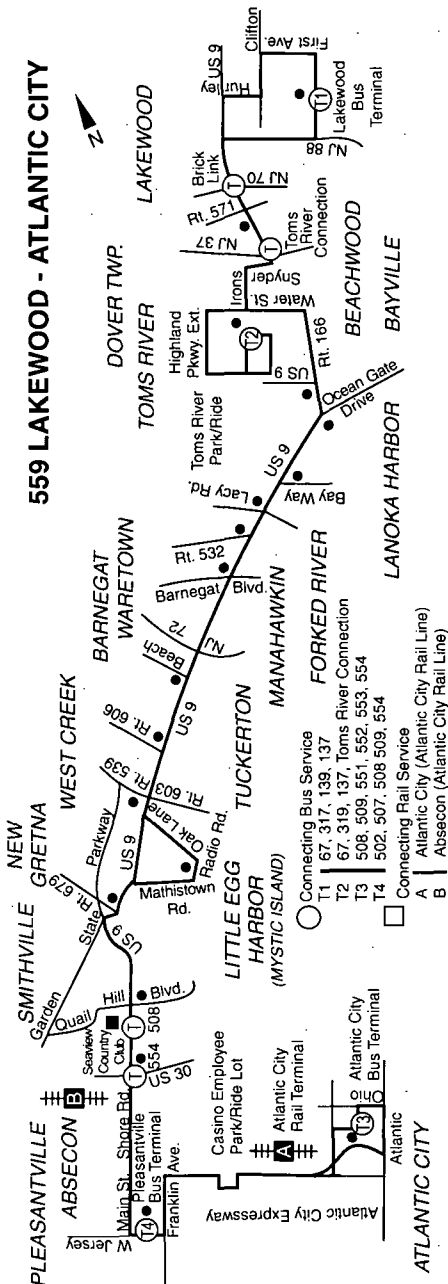 559 LAKEWOOD - ATLANTIC CITY
N
LAKEWOOD
US 9
Hurley
Clifton
First Ave.
T1
Lakewood
Bus
Terminal
NJ 88
Brick
Link
T
NJ 70
Rt. 571
NJ 37
T
Toms River
Connection
DOVER TWP.
TOMS RIVER
Snyder
Irons
Water St.
Highland
Pkwy. Ext.
T2
Toms River
Park/Ride
US 9
Rt. 166
BEACHWOOD
BAYVILLE
Ocean Gate
Drive
US 9
Bay Way
Lacy Rd.
LANOKA HARBOR
FORKED RIVER
Rt. 532
Barnegat Blvd.
BARNEGAT
WARETOWN
MANAHAWKIN
NJ 72
Beach
US 9
Rt. 606
WEST CREEK
TUCKERTON
Rt. 539
Rt. 603
Oak Lane
Radio Rd.
Mathistown
Rd.
US 9
LITTLE EGG
HARBOR
(MYSTIC ISLAND)
NEW
GRETNA
Rt. 679
Garden State Parkway
US 9
SMITHVILLE
Quail Hill Blvd.
Seaview
Country
Club
T 508
T 554
US 30
B
ABSECON
PLEASANTVILLE
Main St.
Shore Rd.
Pleasantville
Bus Terminal
T4
W Jersey
Franklin Ave.
Casino Employee
Park/Ride Lot
Atlantic City Expressway
A
Atlantic City
Rail Terminal
Atlantic City
Bus Terminal
T3
Ohio
Atlantic
ATLANTIC CITY
Connecting Bus Service
T1 67, 317, 139, 137
T2 67, 319, 137, Toms River Connection
T3 508, 509, 551, 552, 553, 554
T4 502, 507, 508 509, 554
Connecting Rail Service
A Atlantic City (Atlantic City Rail Line)
B Absecon (Atlantic City Rail Line)